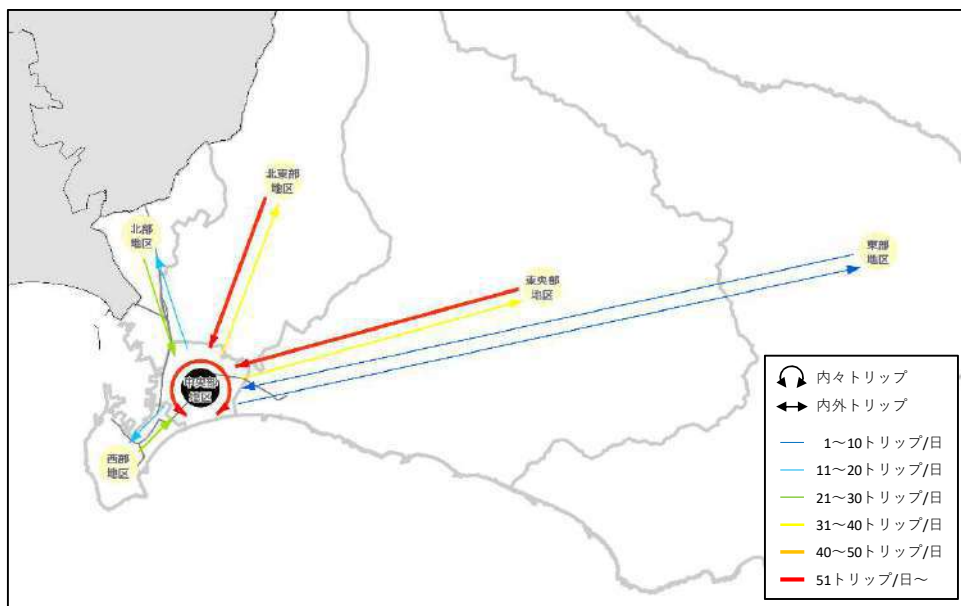 北東部
地区
北部
地区
東部
地区
東央部
地区
中央部
地区
西部
地区
内々トリップ
内外トリップ
1～10トリップ/日
11～20トリップ/日
21～30トリップ/日
31～40トリップ/日
40～50トリップ/日
51トリップ/日～